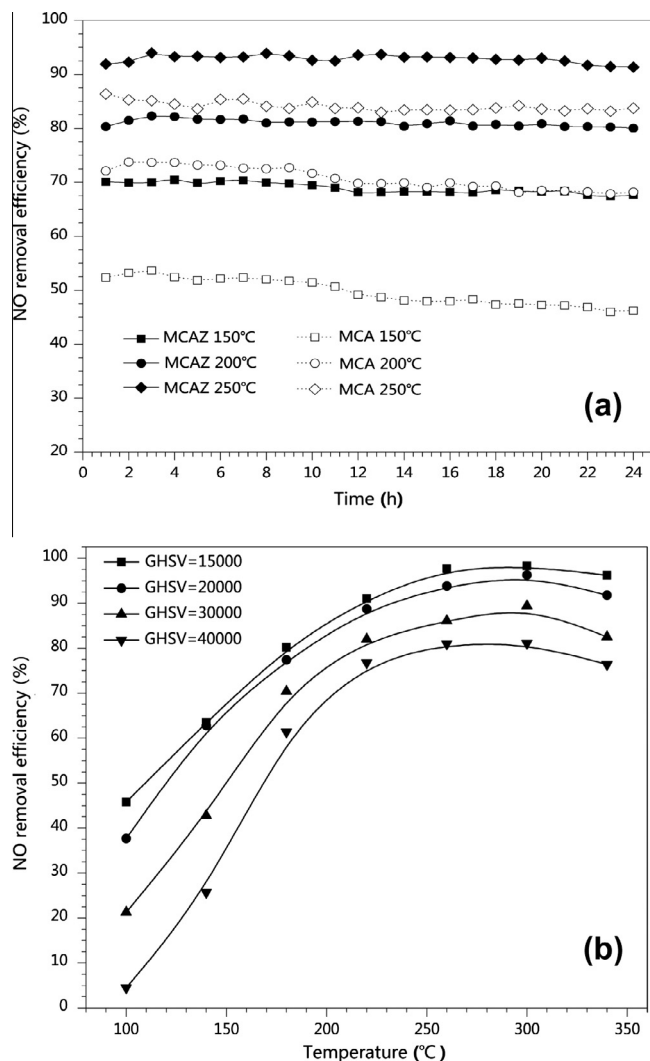 100
90
80
70
60
50
40
30
20
NO removal efficiency (%)
MCAZ 150℃
MCAZ 200℃
MCAZ 250℃
MCA 150℃
MCA 200℃
MCA 250℃
(a)
0 2 4 6 8 10 12 14 16 18 20 22 24
Time (h)
100
90
80
70
60
50
40
30
20
10
0
NO removal efficiency (%)
GHSV=15000
GHSV=20000
GHSV=30000
GHSV=40000
(b)
100 150 200 250 300 350
Temperature (℃)